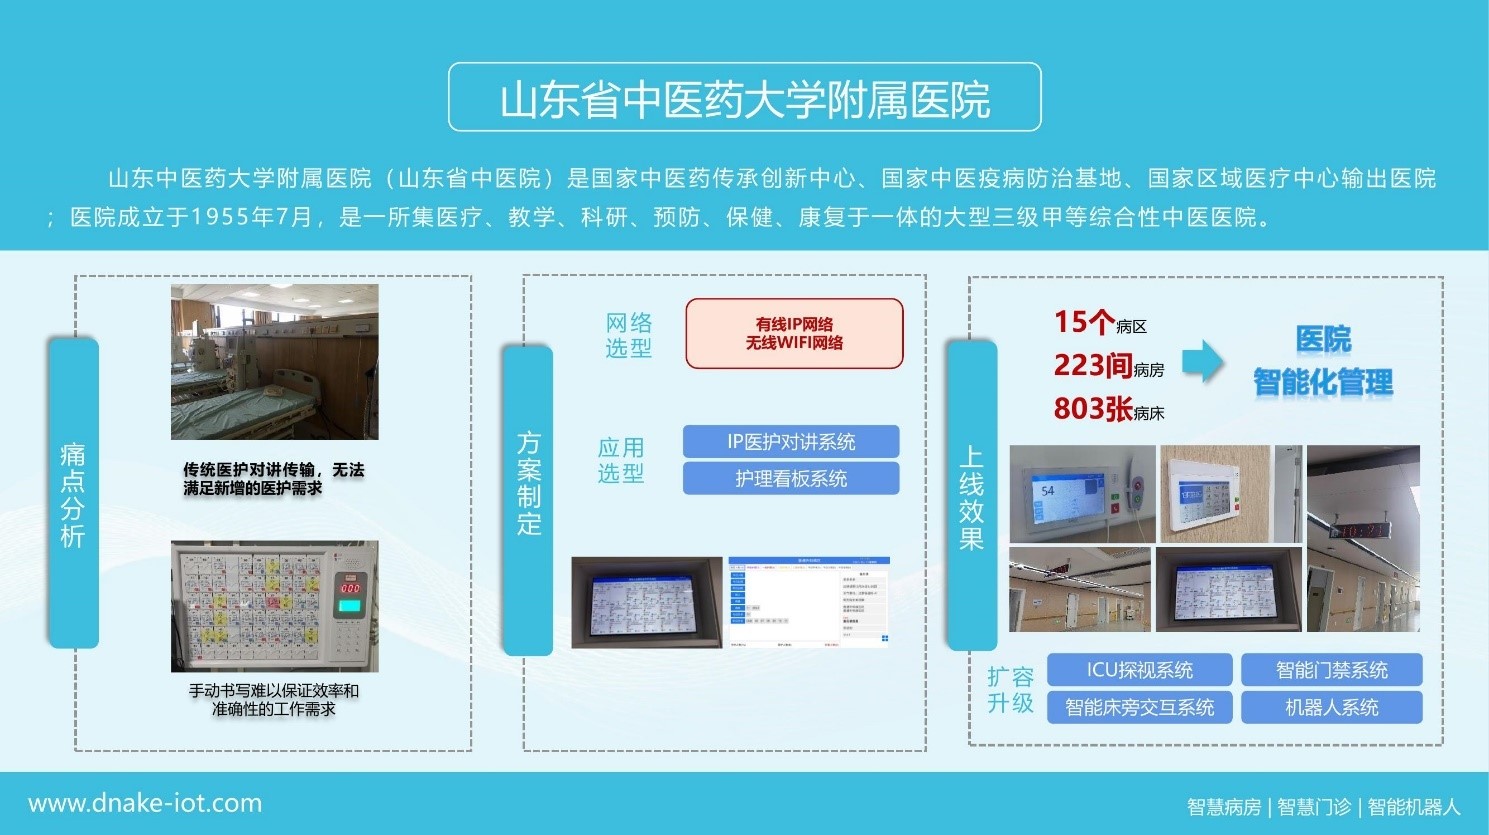 山东省中医药大学附属医院
山东中医药大学附属医院（山东省中医院）是国家中医药传承创新中心、国家中医疫病防治基地、国家区域医疗中心输出医院
；医院成立于1955年7月，是一所集医疗、教学、科研、预防、保健、康复于一体的大型三级甲等综合性中医医院。
痛点分析
传统医护对讲传输，无法
满足新增的医护需求
000
手动书写难以保证效率和
准确性的工作需求
方案制定
网络
选型
有线IP网络
无线WIFI网络
应用
选型
IP医护对讲系统
护理看板系统
上线效果
15个病区
223间病房
803张病床
医院
智能化管理
54
10:21
扩容
升级
ICU探视系统
智能门禁系统
智能床旁交互系统
机器人系统
www.dnake-iot.com
智慧病房 | 智慧门诊 | 智能机器人